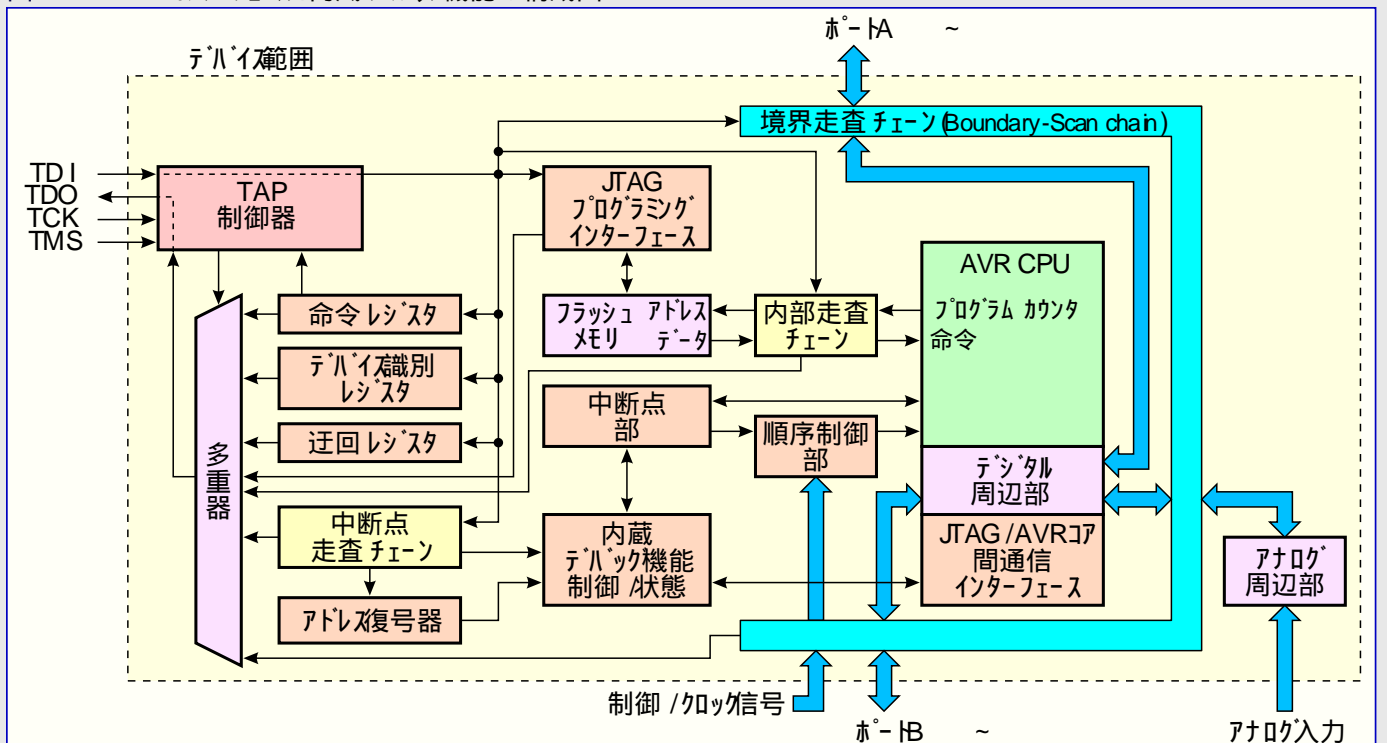 ポートA ~
デバイス範囲
境界走査 チェーン (Boundary-Scan chain)
TDI
TDO
TCK
TMS
TAP
制御器
JTAG
プログラミング
インターフェース
AVR CPU
プログラム カウンタ
命令
命令 レジスタ
フラッシュ
メモリ
アドレス
データ
内部走査
チェーン
デバイス識別
レジスタ
中断点
部
順序制御
部
迂回 レジスタ
多重器
デジタル
周辺部
中断点
走査 チェーン
内蔵
デバッグ機能
制御 /状態
JTAG /AVRコア
間通信
インターフェース
アナログ
周辺部
アドレス復号器
制御 /クロック信号
ポートB ~
アナログ入力